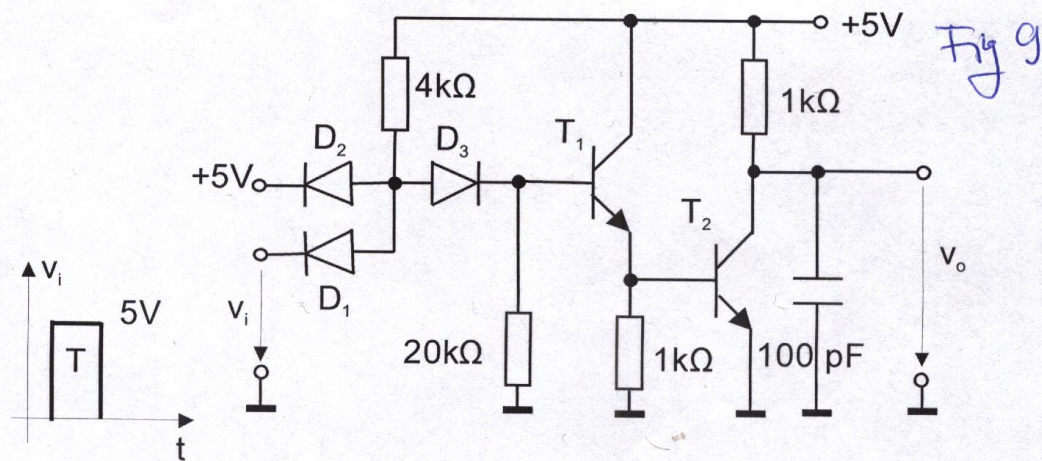 +5V
Fig 9
4kΩ
1kΩ
D₂
D₃
T₁
+5V
T₂
D₁
vᵢ
5V
T
t
vᵢ
20kΩ
1kΩ
100 pF
vₒ